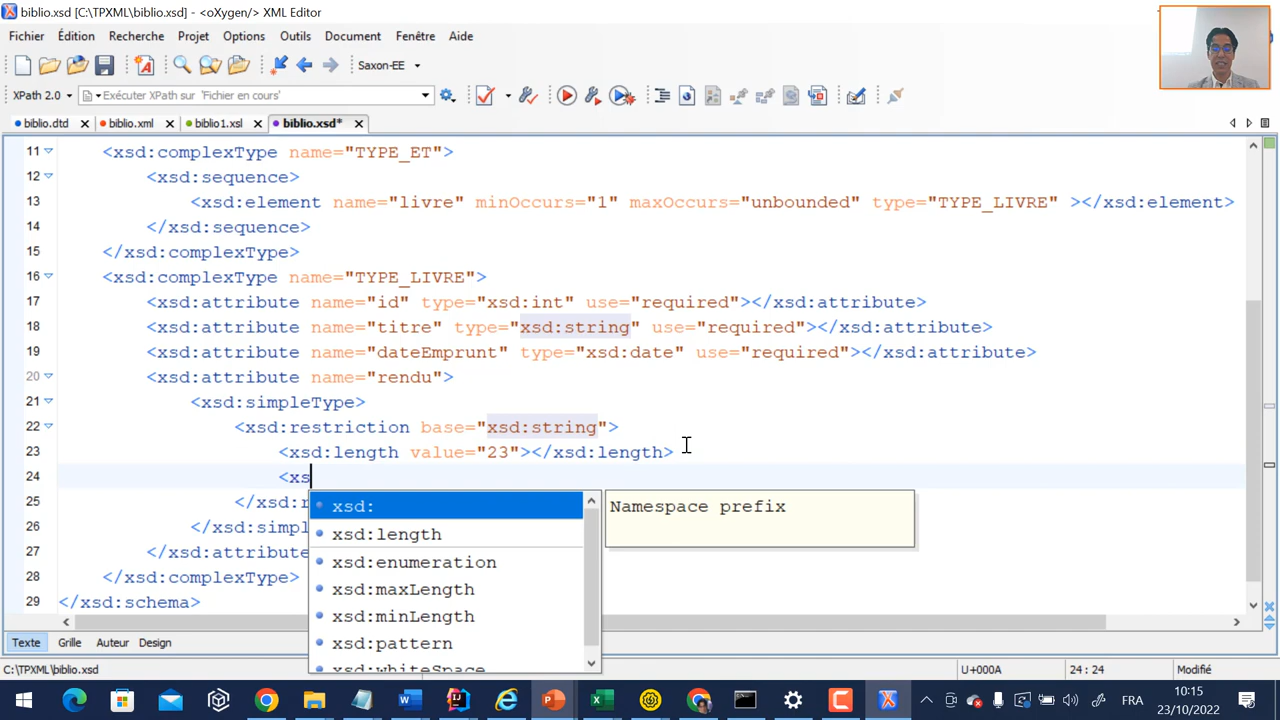 biblio.xsd [C:\TPXML\biblio.xsd] - <oXygen/> XML Editor
Fichier Édition Recherche Projet Options Outils Document Fenêtre Aide
Saxon-EE
XPath 2.0 Exécuter XPath sur 'Fichier en cours'
biblio.dtd biblio.xml biblio1.xsl biblio.xsd*
11 <xsd:complexType name="TYPE_ET">
12 <xsd:sequence>
13 <xsd:element name="livre" minOccurs="1" maxOccurs="unbounded" type="TYPE_LIVRE" ></xsd:element>
14 </xsd:sequence>
15 </xsd:complexType>
16 <xsd:complexType name="TYPE_LIVRE">
17 <xsd:attribute name="id" type="xsd:int" use="required"></xsd:attribute>
18 <xsd:attribute name="titre" type="xsd:string" use="required"></xsd:attribute>
19 <xsd:attribute name="dateEmprunt" type="xsd:date" use="required"></xsd:attribute>
20 <xsd:attribute name="rendu">
21 <xsd:simpleType>
22 <xsd:restriction base="xsd:string">
23 <xsd:length value="23"></xsd:length>
24 <xs
25 </xsd:r
26 </xsd:simpl
27 </xsd:attribute
28 </xsd:complexType>
29 </xsd:schema>
xsd:
xsd:length
xsd:enumeration
xsd:maxLength
xsd:minLength
xsd:pattern
xsd:whiteSpace
Namespace prefix
Texte Grille Auteur Design
C:\TPXML\biblio.xsd U+000A 24 : 24 Modifié
FRA 10:15
23/10/2022